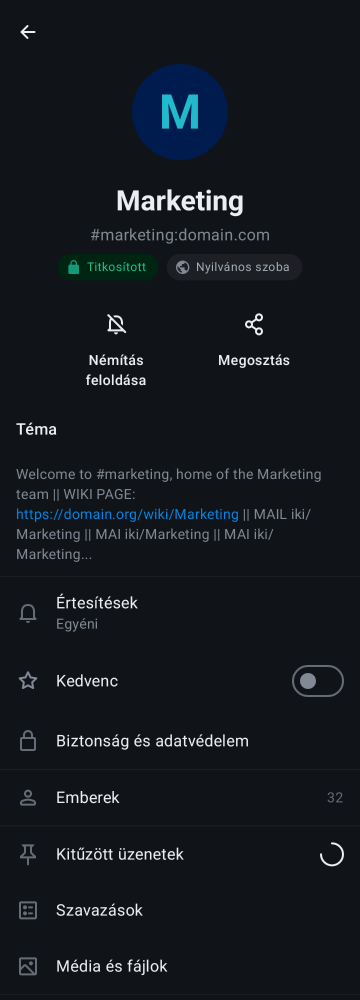 M
Marketing
#marketing:domain.com
Titkosított
Nyilvános szoba
Némítás
feloldása
Megosztás
Téma
Welcome to #marketing, home of the Marketing
team || WIKI PAGE:
https://domain.org/wiki/Marketing || MAIL iki/
Marketing || MAI iki/Marketing || MAI iki/
Marketing...
Értesítések
Egyéni
Kedvenc
Biztonság és adatvédelem
Emberek
32
Kitűzött üzenetek
Szavazások
Média és fájlok